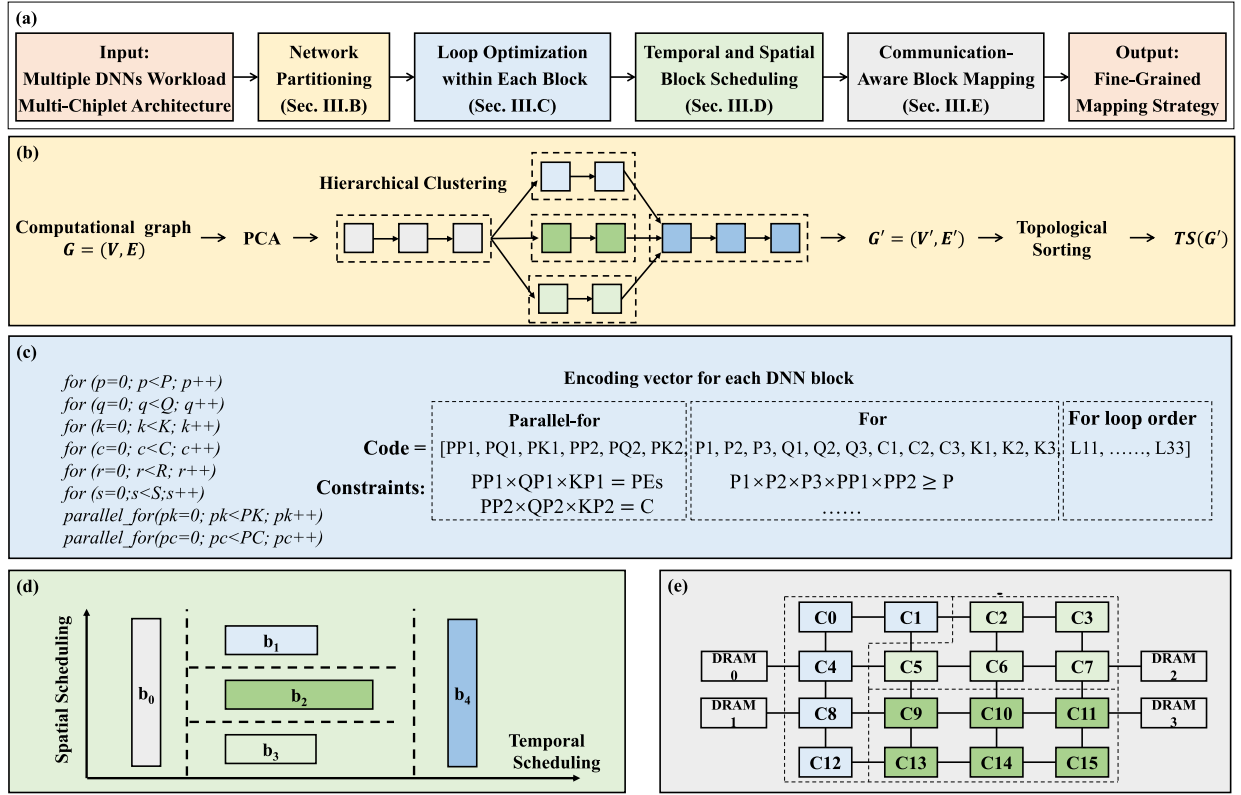 (a)
Input:
Multiple DNNs Workload
Multi-Chiplet Architecture
Network
Partitioning
(Sec. III.B)
Loop Optimization
within Each Block
(Sec. III.C)
Temporal and Spatial
Block Scheduling
(Sec. III.D)
Communication-
Aware Block Mapping
(Sec. III.E)
Output:
Fine-Grained
Mapping Strategy
(b)
Hierarchical Clustering
Computational graph
G = (V, E)
PCA
G′ = (V′, E′)
Topological
Sorting
TS(G′)
(c)
for (p=0; p<P; p++)
for (q=0; q<Q; q++)
for (k=0; k<K; k++)
for (c=0; c<C; c++)
for (r=0; r<R; r++)
for (s=0;s<S;s++)
parallel_for(pk=0; pk<PK; pk++)
parallel_for(pc=0; pc<PC; pc++)
Encoding vector for each DNN block
Parallel-for
For
For loop order
Code = [PP1, PQ1, PK1, PP2, PQ2, PK2, P1, P2, P3, Q1, Q2, Q3, C1, C2, C3, K1, K2, K3, L11, ……, L33]
Constraints:
PP1×QP1×KP1 = PEs
PP2×QP2×KP2 = C
P1×P2×P3×PP1×PP2 ≥ P
……
(d)
Spatial Scheduling
b0
b1
b2
b3
b4
Temporal
Scheduling
(e)
C0 C1 C2 C3
DRAM
0
C4 C5 C6 C7
DRAM
2
DRAM
1
C8 C9 C10 C11
DRAM
3
C12 C13 C14 C15